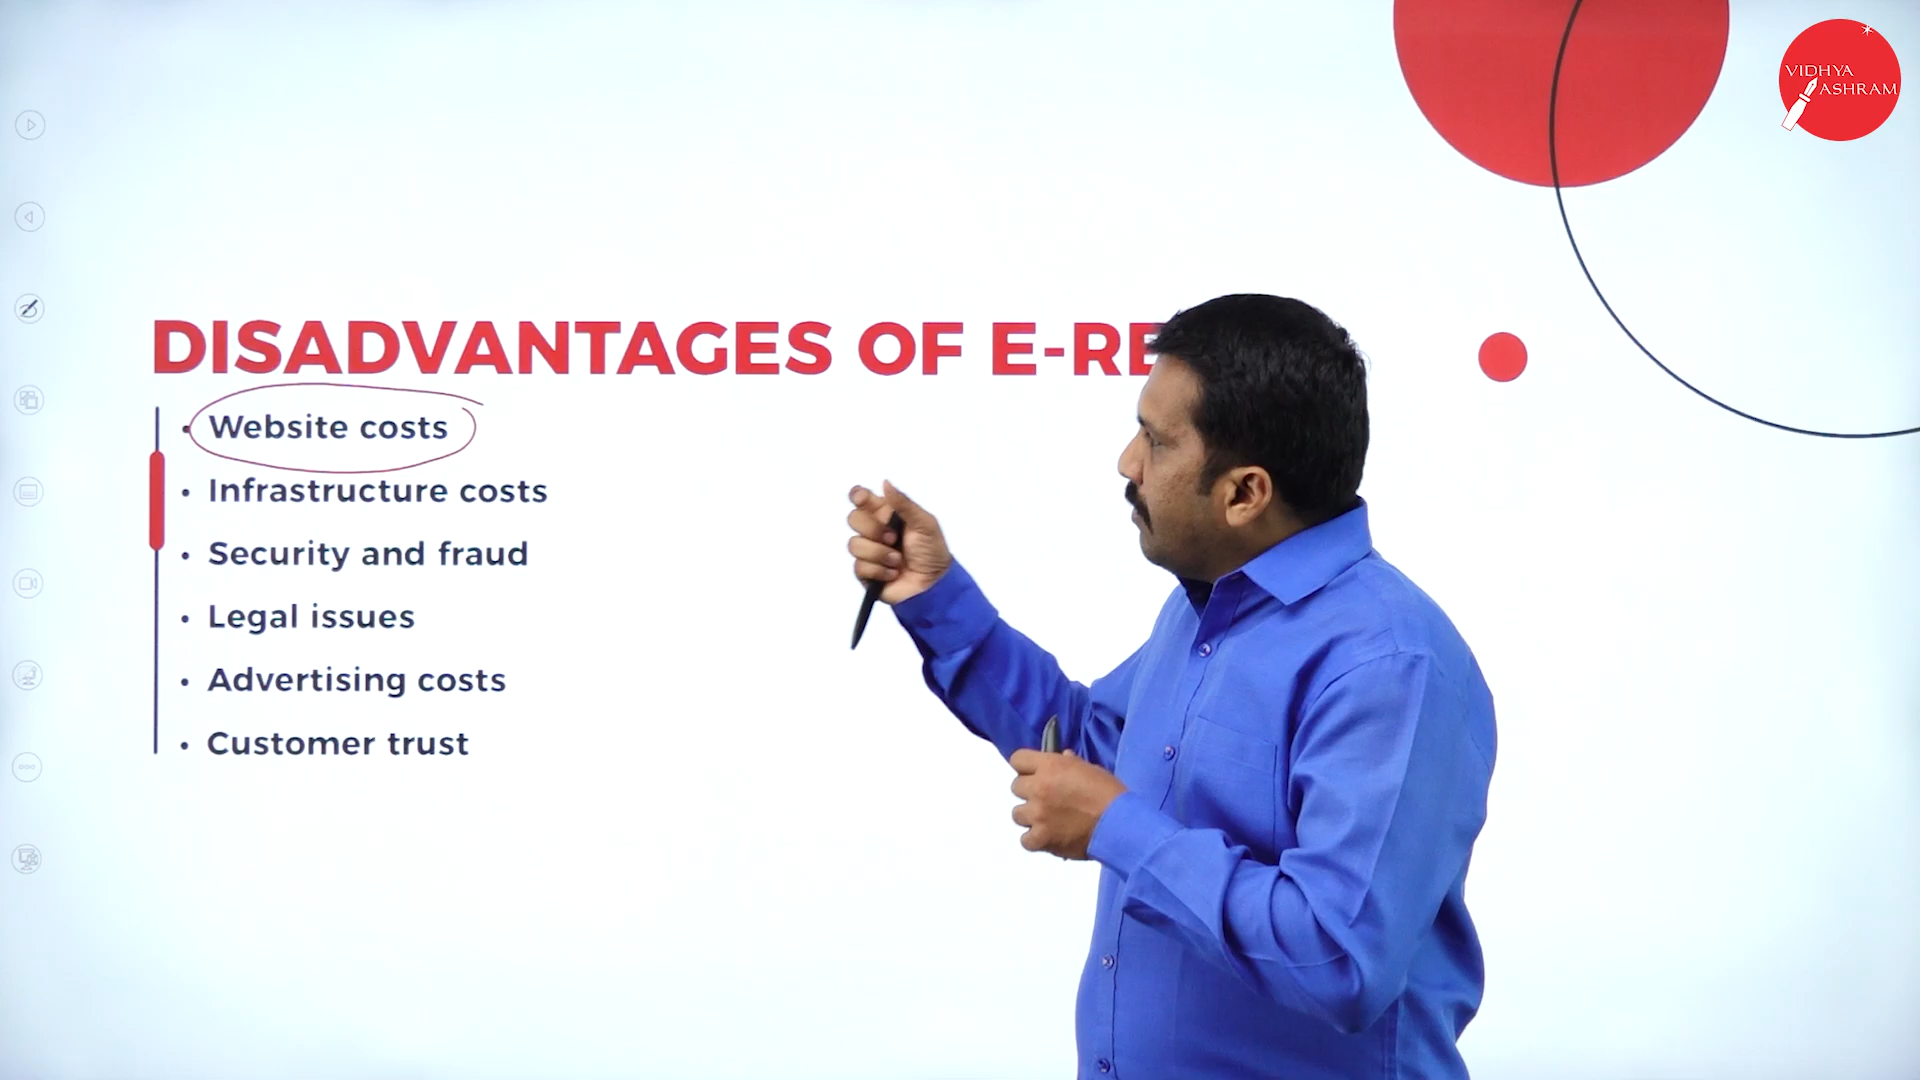 VIDHYA
ASHRAM
DISADVANTAGES OF E-RE
• Website costs
• Infrastructure costs
• Security and fraud
• Legal issues
• Advertising costs
• Customer trust